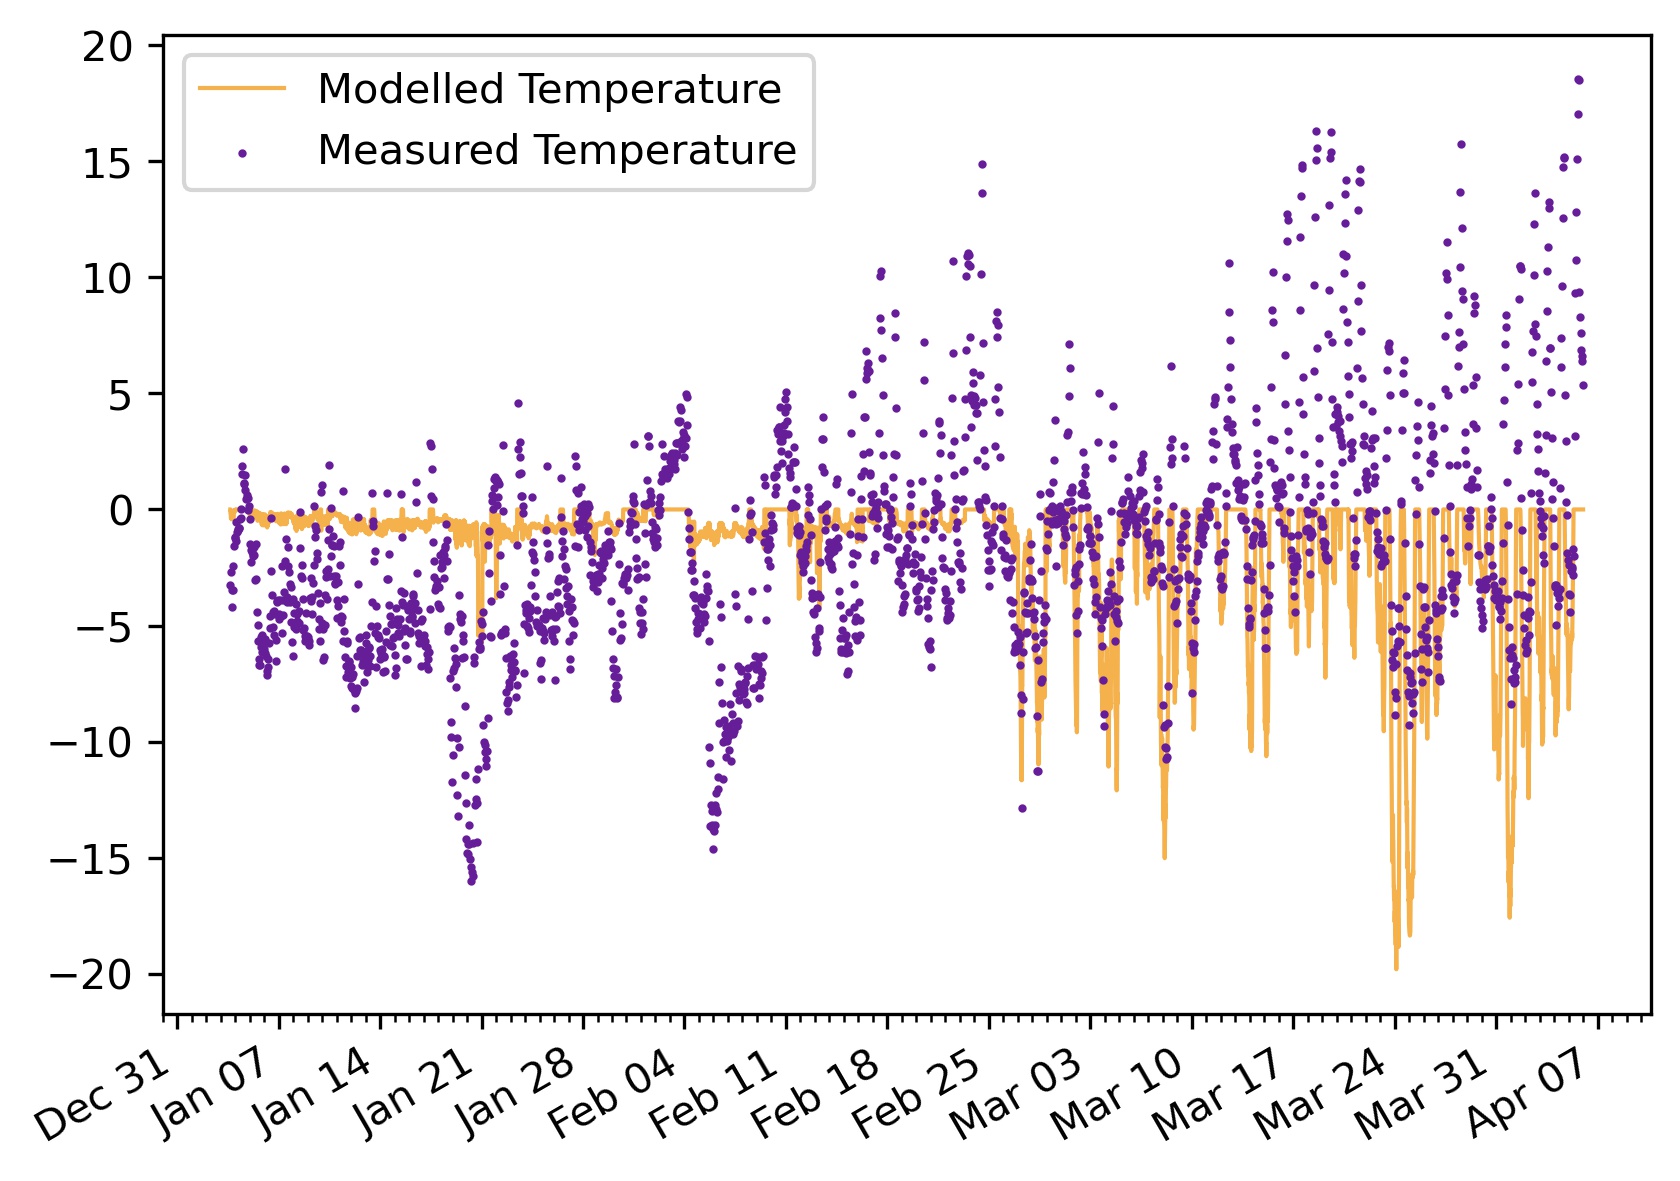 20
15
10
5
0
−5
−10
−15
−20
Modelled Temperature
Measured Temperature
Dec 31
Jan 07
Jan 14
Jan 21
Jan 28
Feb 04
Feb 11
Feb 18
Feb 25
Mar 03
Mar 10
Mar 17
Mar 24
Mar 31
Apr 07